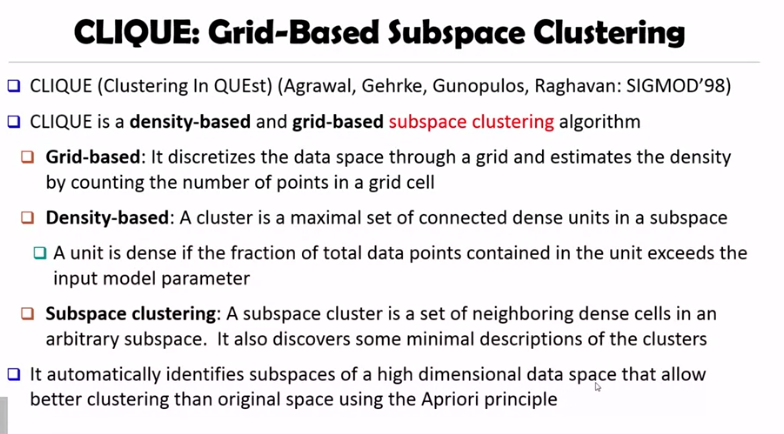 CLIQUE: Grid-Based Subspace Clustering
CLIQUE (Clustering In QUEst) (Agrawal, Gehrke, Gunopulos, Raghavan: SIGMOD'98)
CLIQUE is a density-based and grid-based subspace clustering algorithm
Grid-based: It discretizes the data space through a grid and estimates the density
by counting the number of points in a grid cell
Density-based: A cluster is a maximal set of connected dense units in a subspace
A unit is dense if the fraction of total data points contained in the unit exceeds the
input model parameter
Subspace clustering: A subspace cluster is a set of neighboring dense cells in an
arbitrary subspace. It also discovers some minimal descriptions of the clusters
It automatically identifies subspaces of a high dimensional data space that allow
better clustering than original space using the Apriori principle